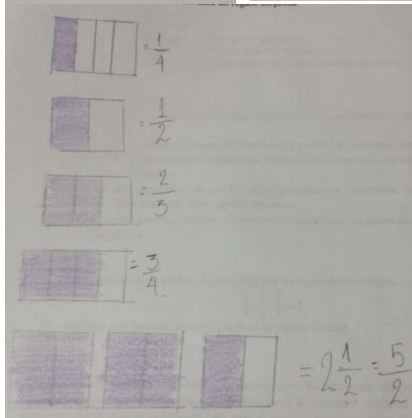 = 1/4
= 1/2
= 2/3
= 3/4.
= 2 1/2 = 5/2